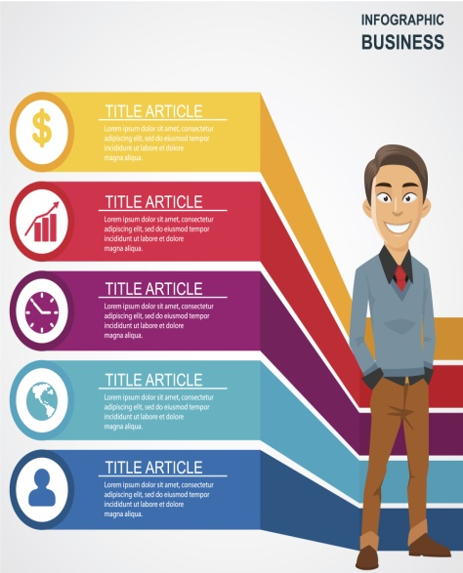 INFOGRAPHIC
BUSINESS
TITLE ARTICLE
Lorem ipsum dolor sit amet, consectetur
adipiscing elit, sed do eiusmod tempor
incididunt ut labore et dolore
magna aliqua.
TITLE ARTICLE
Lorem ipsum dolor sit amet, consectetur
adipiscing elit, sed do eiusmod tempor
incididunt ut labore et dolore
magna aliqua.
TITLE ARTICLE
Lorem ipsum dolor sit amet, consectetur
adipiscing elit, sed do eiusmod tempor
incididunt ut labore et dolore
magna aliqua.
TITLE ARTICLE
Lorem ipsum dolor sit amet, consectetur
adipiscing elit, sed do eiusmod tempor
incididunt ut labore et dolore
magna aliqua.
TITLE ARTICLE
Lorem ipsum dolor sit amet, consectetur
adipiscing elit, sed do eiusmod tempor
incididunt ut labore et dolore
magna aliqua.